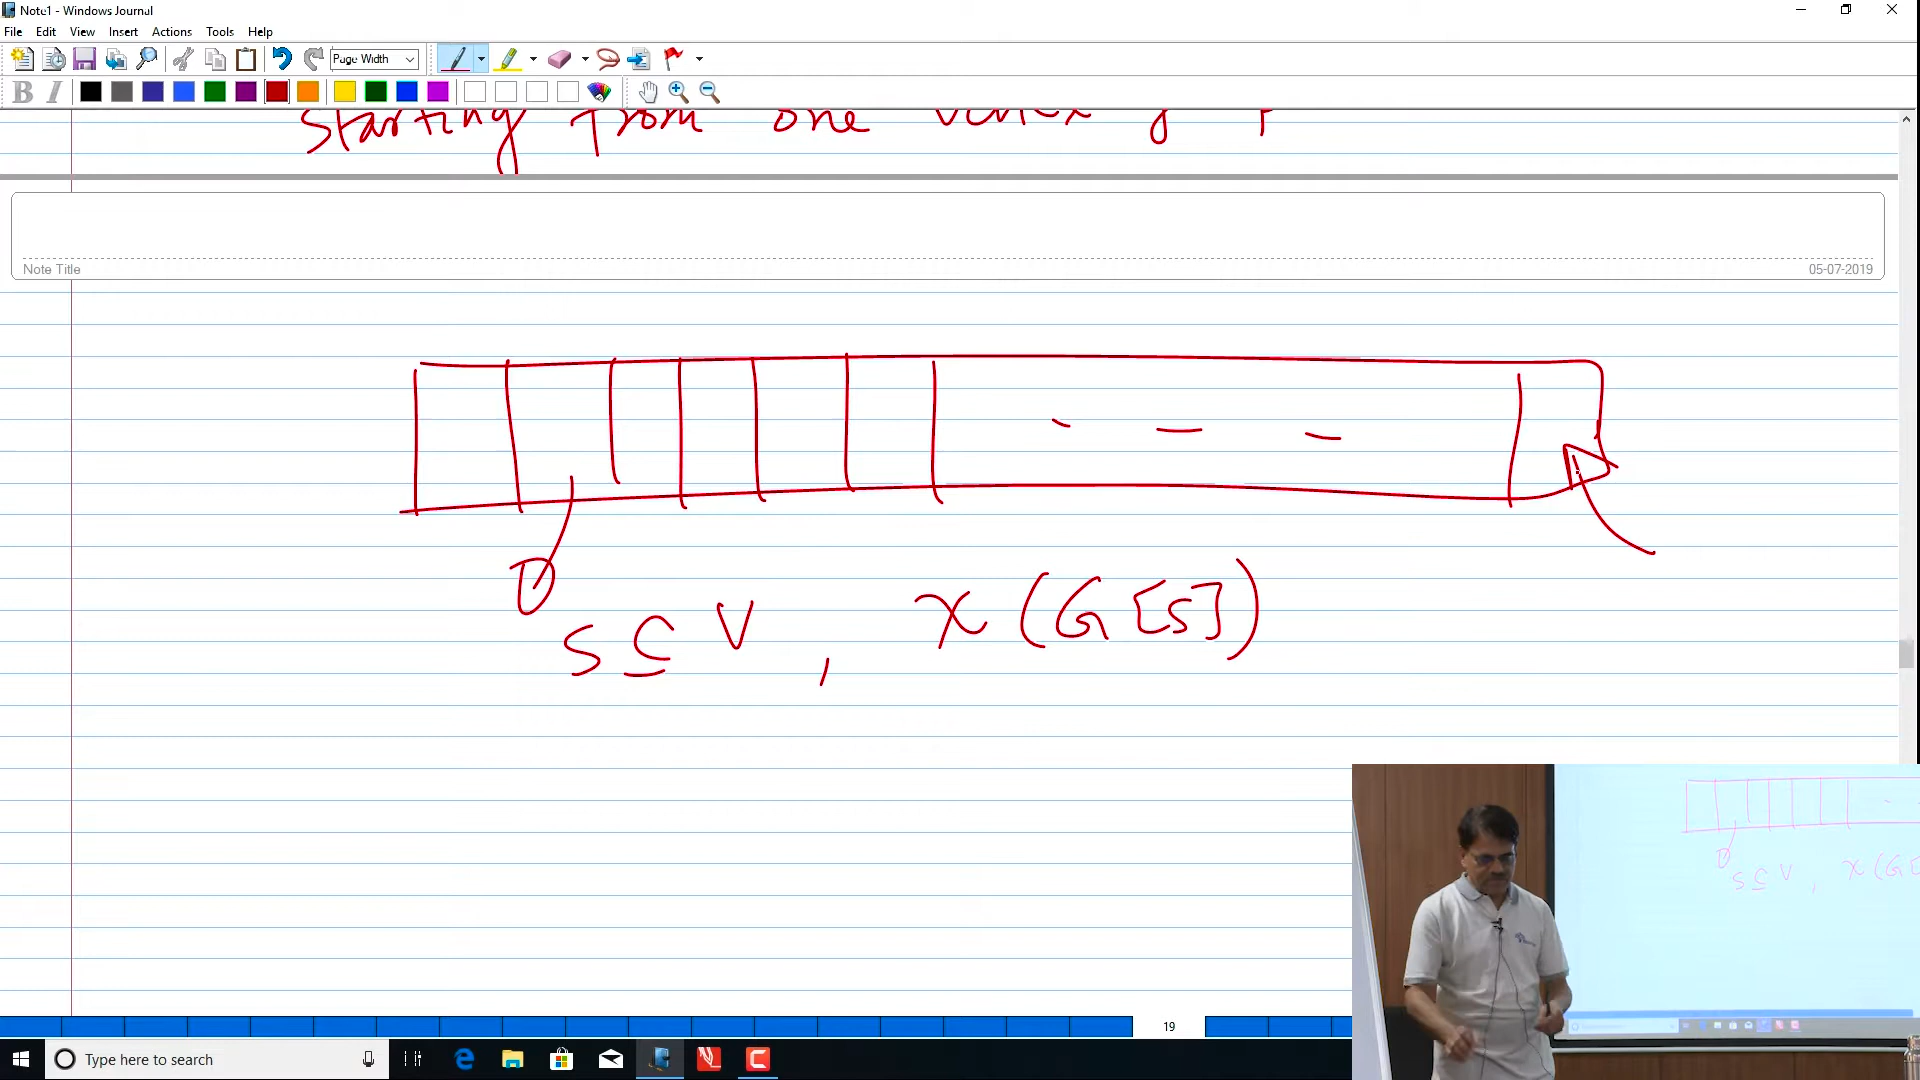 Note1 - Windows Journal
File Edit View Insert Actions Tools Help
Page Width
B I
Starting from one vertex of
Note Title
05-07-2019
S ⊆ V , χ (G [S])
19
Type here to search
S ⊆ V , χ (G [